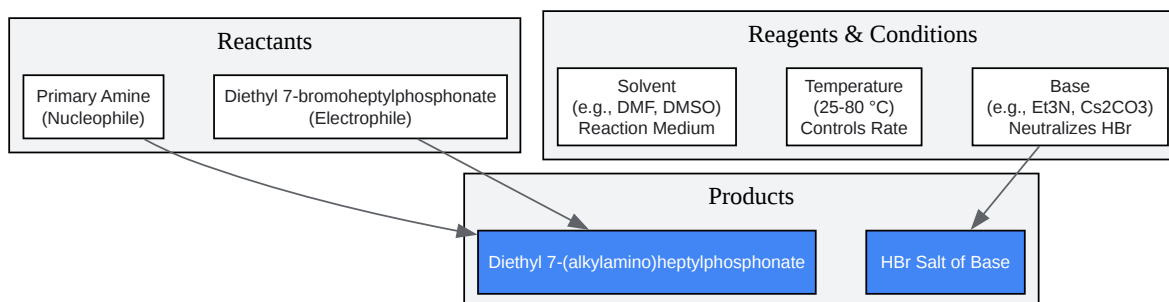 Reactants
Primary Amine
(Nucleophile)
Diethyl 7-bromoheptylphosphonate
(Electrophile)
Reagents & Conditions
Solvent
(e.g., DMF, DMSO)
Reaction Medium
Temperature
(25-80 °C)
Controls Rate
Base
(e.g., Et3N, Cs2CO3)
Neutralizes HBr
Products
Diethyl 7-(alkylamino)heptylphosphonate
HBr Salt of Base